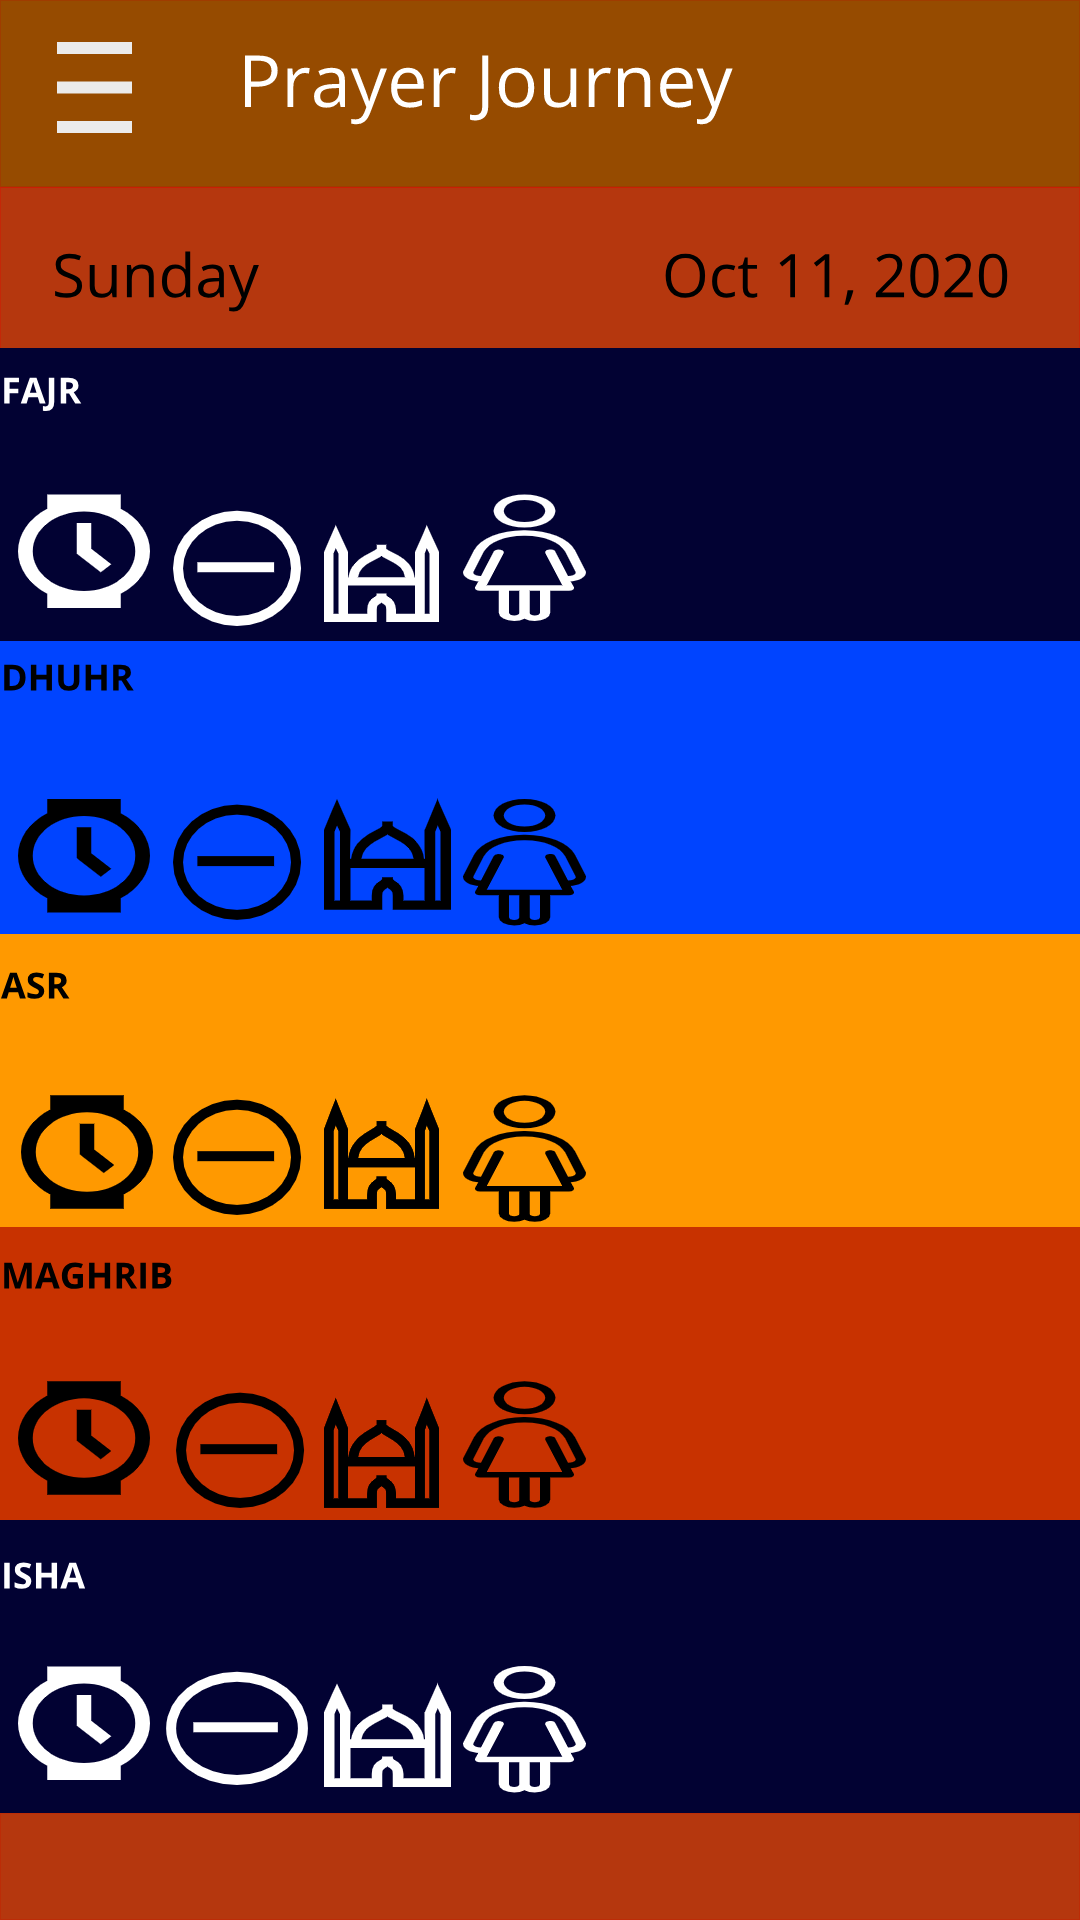 Prayer Journey
Sunday Oct 11, 2020
FAJR
DHUHR
ASR
MAGHRIB
ISHA